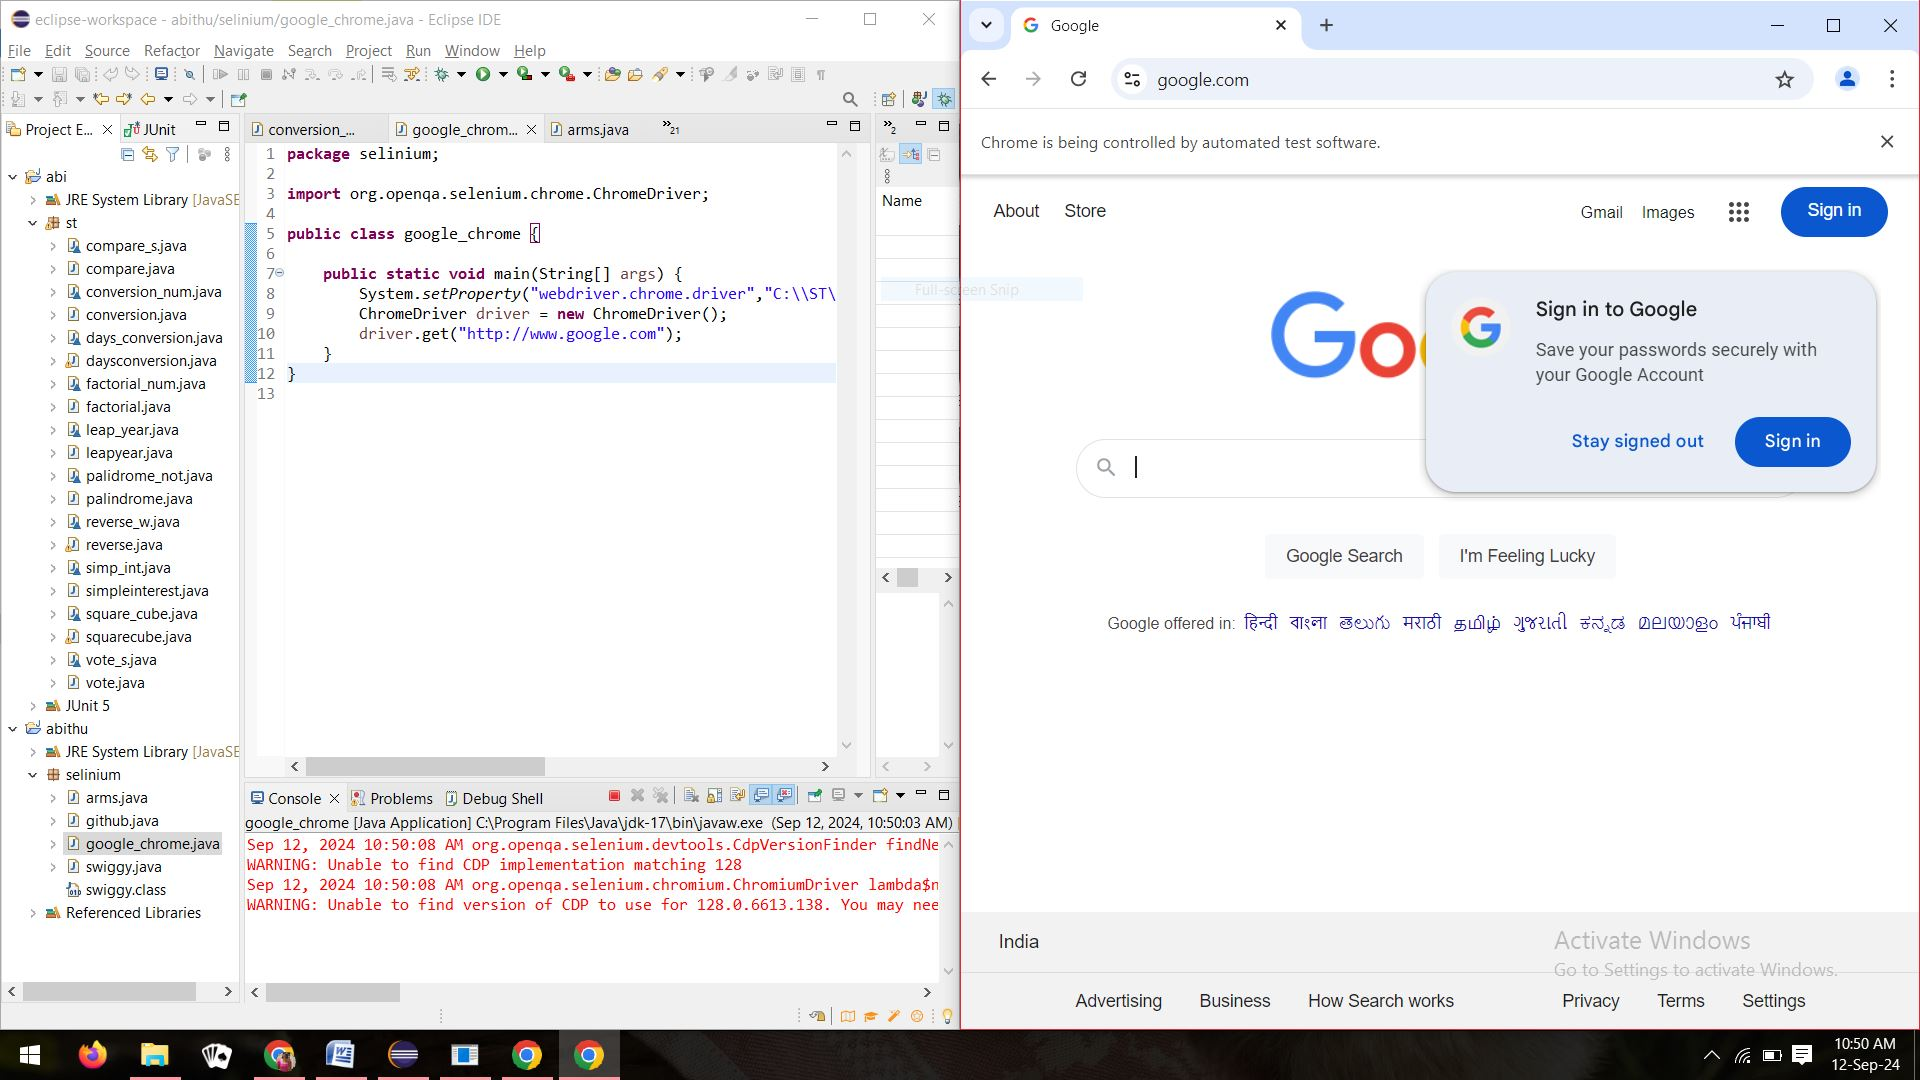 eclipse-workspace - abithu/selinium/google_chrome.java - Eclipse IDE
File Edit Source Refactor Navigate Search Project Run Window Help
Project E... JUnit
abi
JRE System Library [JavaSE
st
compare_s.java
compare.java
conversion_num.java
conversion.java
days_conversion.java
daysconversion.java
factorial_num.java
factorial.java
leap_year.java
leapyear.java
palidrome_not.java
palindrome.java
reverse_w.java
reverse.java
simp_int.java
simpleinterest.java
square_cube.java
squarecube.java
vote_s.java
vote.java
JUnit 5
abithu
JRE System Library [JavaSE
selinium
arms.java
github.java
google_chrome.java
swiggy.java
swiggy.class
Referenced Libraries
conversion_... google_chrom... arms.java 21
1 package selinium;
2
3 import org.openqa.selenium.chrome.ChromeDriver;
4
5 public class google_chrome {
6
7 public static void main(String[] args) {
8 System.setProperty("webdriver.chrome.driver","C:\\ST\
9 ChromeDriver driver = new ChromeDriver();
10 driver.get("http://www.google.com");
11 }
12 }
13
2
Name
Full-screen Snip
Console Problems Debug Shell
google_chrome [Java Application] C:\Program Files\Java\jdk-17\bin\javaw.exe (Sep 12, 2024, 10:50:03 AM)
Sep 12, 2024 10:50:08 AM org.openqa.selenium.devtools.CdpVersionFinder findNe
WARNING: Unable to find CDP implementation matching 128
Sep 12, 2024 10:50:08 AM org.openqa.selenium.chromium.ChromiumDriver lambda$n
WARNING: Unable to find version of CDP to use for 128.0.6613.138. You may nee
Google
google.com
Chrome is being controlled by automated test software.
About Store Gmail Images Sign in
Goo
Sign in to Google
Save your passwords securely with
your Google Account
Stay signed out Sign in
Google Search I'm Feeling Lucky
Google offered in: हिन्दी বাংলা తెలుగు मराठी தமிழ் ગુજરાતી ಕನ್ನಡ മലയാളം ਪੰਜਾਬੀ
India
Activate Windows
Go to Settings to activate Windows.
Advertising Business How Search works Privacy Terms Settings
10:50 AM
12-Sep-24